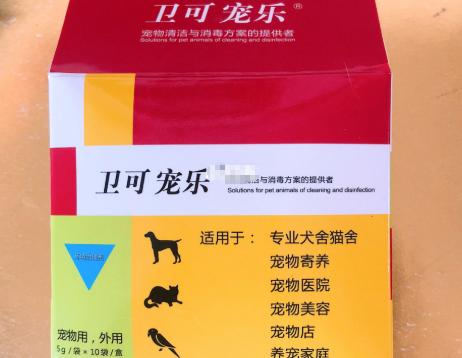 卫可宠乐®
宠物清洁与消毒方案的提供者
Solutions for pet animals of cleaning and disinfection
卫可宠乐
洁与消毒方案的提供者
Solutions for pet animals of cleaning and disinfection
适用于： 专业犬舍猫舍
宠物寄养
宠物医院
宠物美容
宠物店
养宠家庭
宠物用，外用
5g / 袋 × 10袋 / 盒